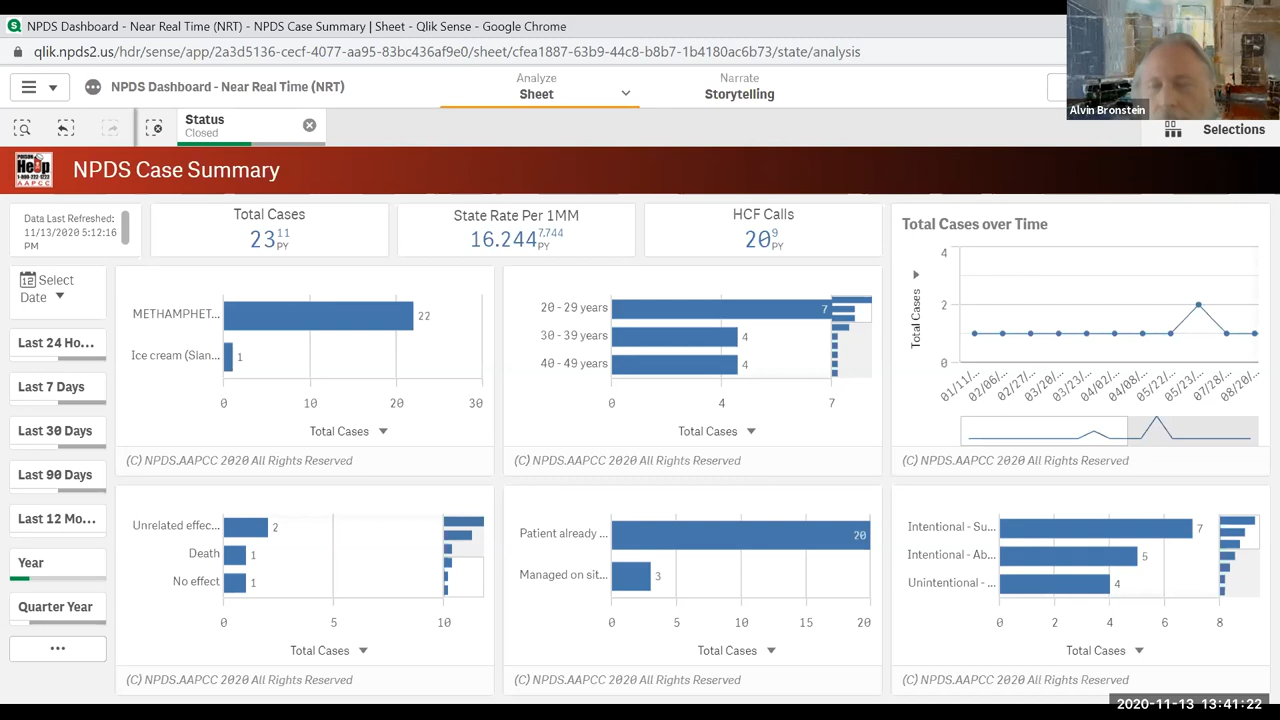 NPDS Dashboard - Near Real Time (NRT) - NPDS Case Summary | Sheet - Qlik Sense - Google Chrome
qlik.npds2.us/hdr/sense/app/2a3d5136-cecf-4077-aa95-83bc436af9e0/sheet/cfea1887-63b9-44c8-b8b7-1b4180ac6b73/state/analysis
Alvin Bronstein
NPDS Dashboard - Near Real Time (NRT)
Analyze
Sheet
Narrate
Storytelling
Status
Closed
Selections
POISON
Help
1-800-222-1222
AAPCC
NPDS Case Summary
Data Last Refreshed:
11/13/2020 5:12:16
PM
Total Cases
23 11
PY
State Rate Per 1MM
16.244 7,744
PY
HCF Calls
20 9
PY
12 Select
Date
Last 24 Ho...
Last 7 Days
Last 30 Days
Last 90 Days
Last 12 Mo...
Year
Quarter Year
...
METHAMPHET... 22
Ice cream (Slan... 1
0 10 20 30
Total Cases
(C) NPDS.AAPCC 2020 All Rights Reserved
20 - 29 years 7
30 - 39 years 4
40 - 49 years 4
0 4 7
Total Cases
(C) NPDS.AAPCC 2020 All Rights Reserved
Total Cases over Time
Total Cases
4
2
0
01/11/... 02/06/... 02/27/... 03/20/... 03/23/... 04/02/... 04/08/... 05/22/... 05/23/... 07/28/... 08/20/...
(C) NPDS.AAPCC 2020 All Rights Reserved
Unrelated effec... 2
Death 1
No effect 1
0 5 10
Total Cases
(C) NPDS.AAPCC 2020 All Rights Reserved
Patient already ... 20
Managed on sit... 3
0 5 10 15 20
Total Cases
(C) NPDS.AAPCC 2020 All Rights Reserved
Intentional - Su... 7
Intentional - Ab... 5
Unintentional - ... 4
0 2 4 6 8
Total Cases
(C) NPDS.AAPCC 2020 All Rights Reserved
2020-11-13 13:41:22